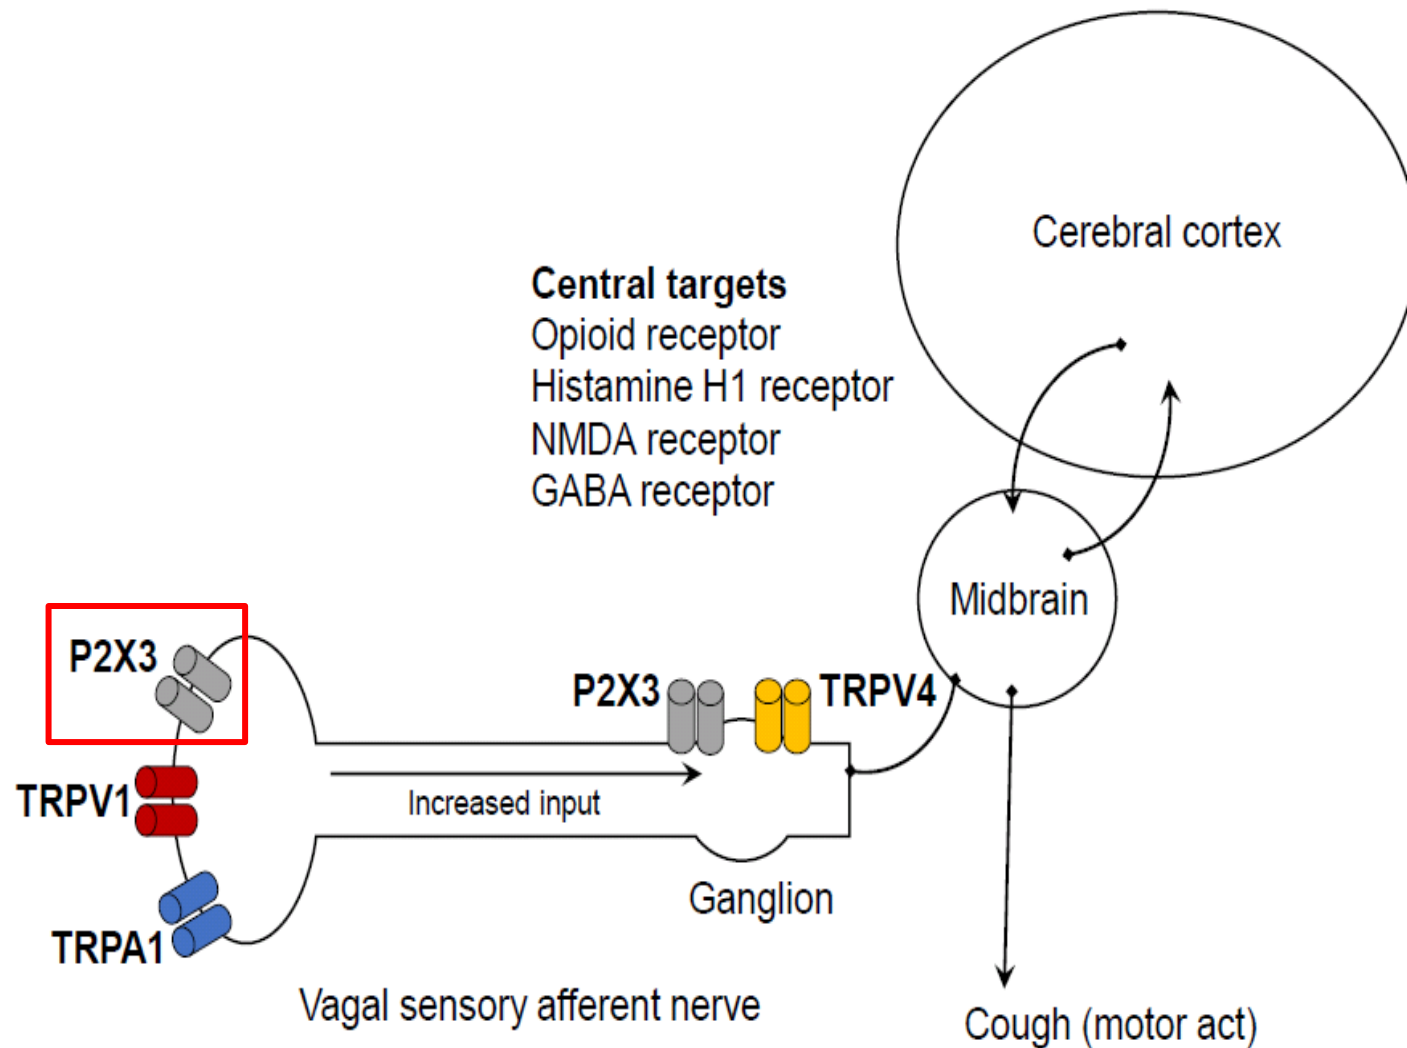 Cerebral cortex
Central targets
Opioid receptor
Histamine H1 receptor
NMDA receptor
GABA receptor
Midbrain
P2X3
P2X3
TRPV4
TRPV1
Increased input
Ganglion
TRPA1
Vagal sensory afferent nerve
Cough (motor act)